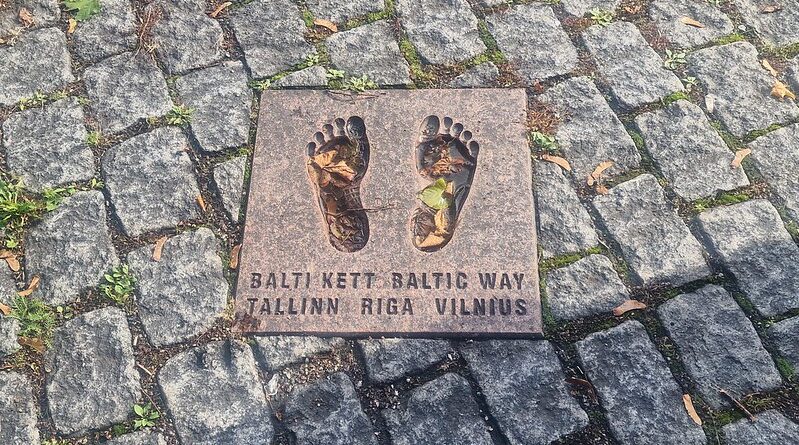 BALTI KETT BALTIC WAY
TALLINN RIGA VILNIUS